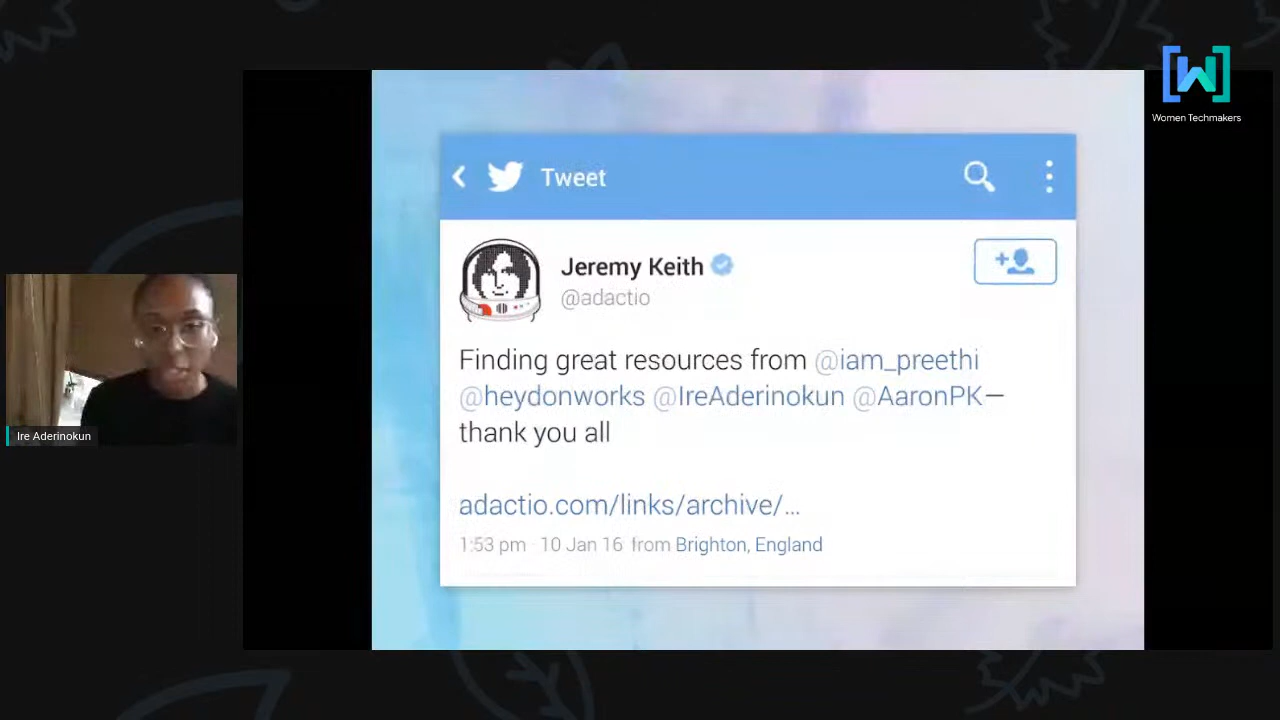 Women Techmakers
Tweet
Jeremy Keith
@adactio
Finding great resources from @iam_preethi
@heydonworks @IreAderinokun @AaronPK—
thank you all
adactio.com/links/archive/...
1:53 pm · 10 Jan 16 from Brighton, England
Ire Aderinokun